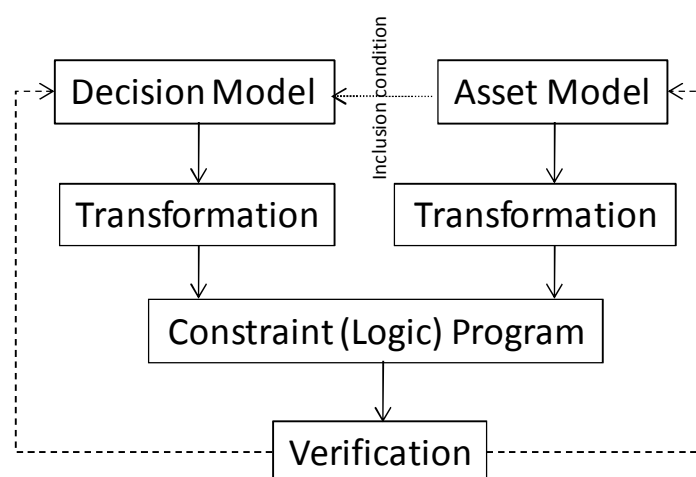 Decision Model
Inclusion condition
Asset Model
Transformation
Transformation
Constraint (Logic) Program
Verification